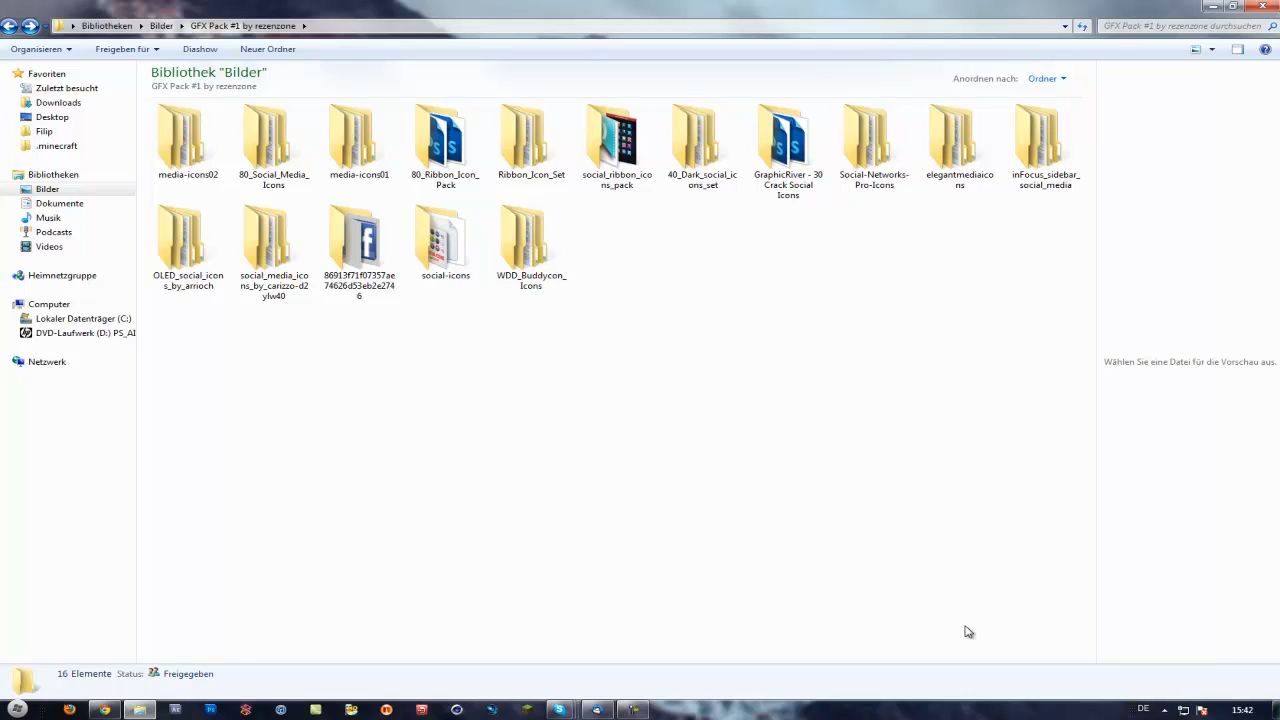 Bibliotheken Bilder GFX Pack #1 by rezenzone
GFX Pack #1 by rezenzone durchsuchen
Organisieren Freigeben für Diashow Neuer Ordner
Favoriten
Zuletzt besucht
Downloads
Desktop
Filip
.minecraft
Bibliotheken
Bilder
Dokumente
Musik
Podcasts
Videos
Heimnetzgruppe
Computer
Lokaler Datenträger (C:)
DVD-Laufwerk (D:) PS_AI
Netzwerk
Bibliothek "Bilder"
GFX Pack #1 by rezenzone
Anordnen nach: Ordner
media-icons02
80_Social_Media_
Icons
media-icons01
80_Ribbon_Icon_
Pack
Ribbon_Icon_Set
social_ribbon_ico
ns_pack
40_Dark_social_ic
ons_set
GraphicRiver - 30
Crack Social
Icons
Social-Networks-
Pro-Icons
elegantmediaico
ns
inFocus_sidebar_
social_media
OLED_social_icon
s_by_arrioch
social_media_ico
ns_by_carizzo-d2
ylw40
86913f71f07357ae
74626d53eb2e274
6
social-icons
WDD_Buddycon_
Icons
Wählen Sie eine Datei für die Vorschau aus.
16 Elemente Status: Freigegeben
DE 15:42